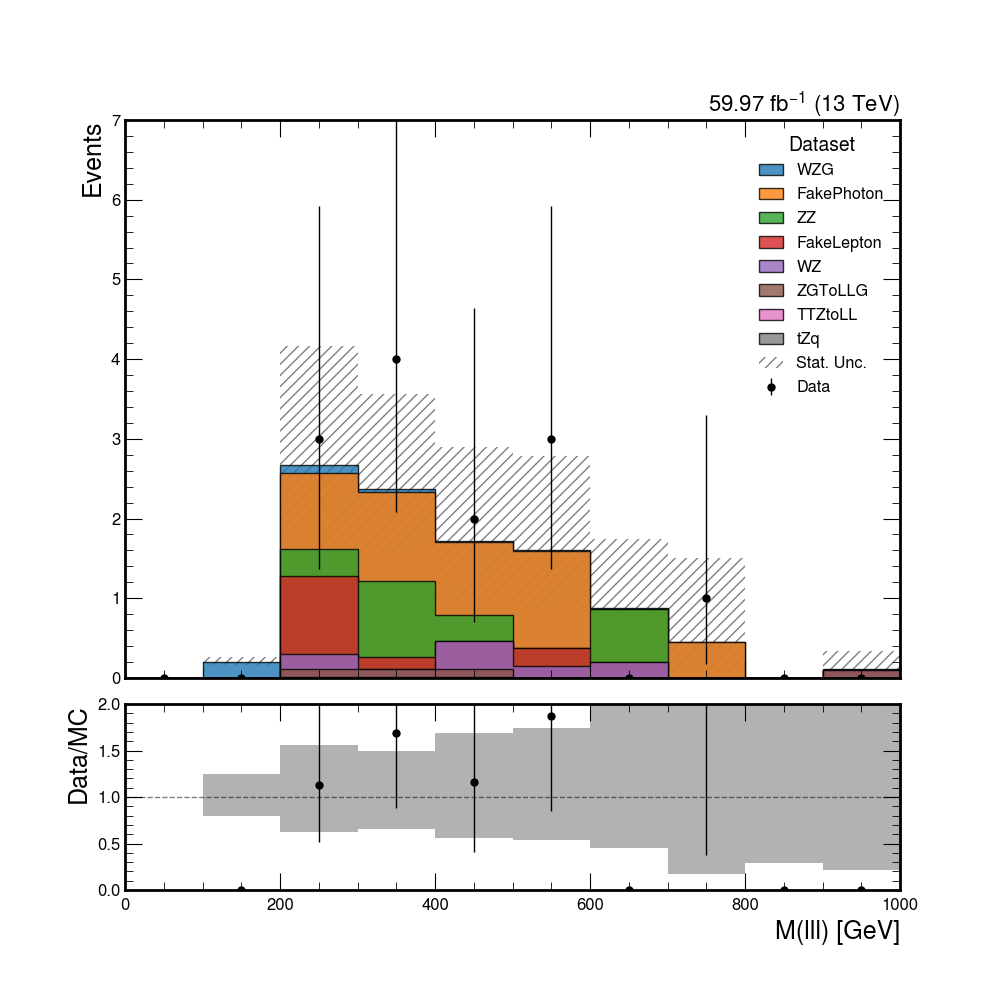 59.97 fb⁻¹ (13 TeV)
Events
7
6
5
4
3
2
1
0
Dataset
WZG
FakePhoton
ZZ
FakeLepton
WZ
ZGToLLG
TTZtoLL
tZq
Stat. Unc.
Data
Data/MC
2.0
1.5
1.0
0.5
0.0
0 200 400 600 800 1000
M(lll) [GeV]